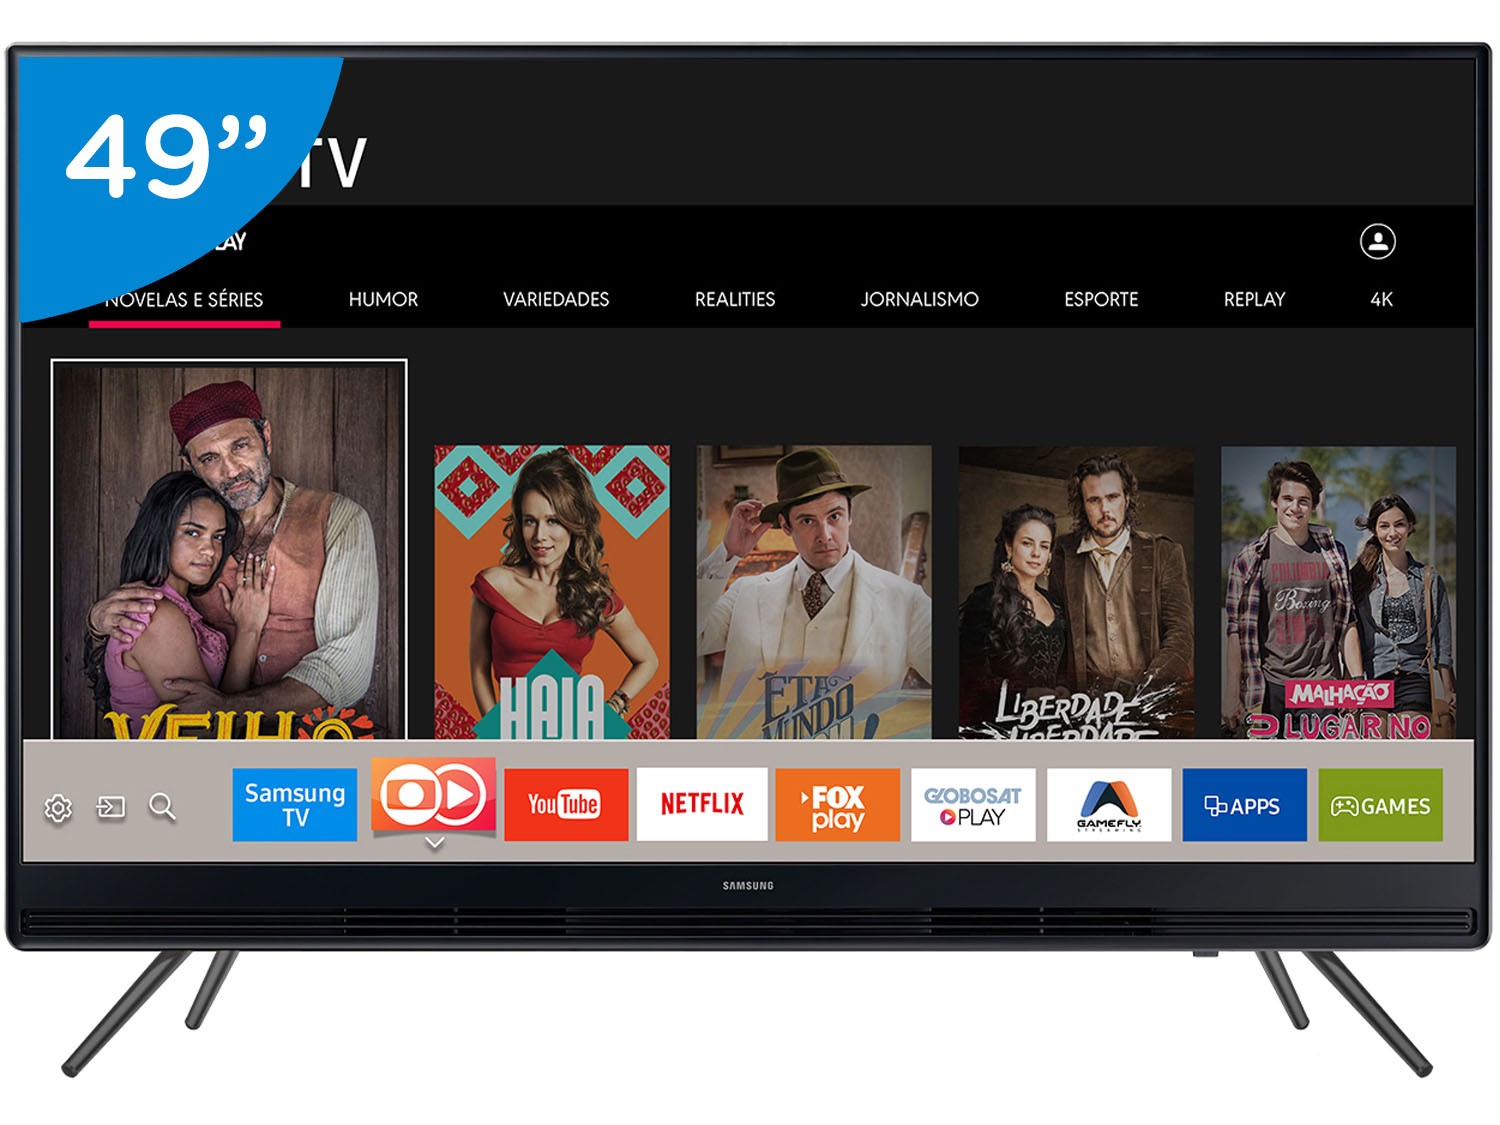 49”
TV
NOVELAS E SÉRIES HUMOR VARIEDADES REALITIES JORNALISMO ESPORTE REPLAY 4K
COLUMBIA
Boxing
VELHO
HAJA
ETA
MUNDO
LIBERDADE
LIBERDADE
MALHAÇÃO
LUGAR NO
Samsung
TV
YouTube
NETFLIX
FOX
play
GLOBOSAT
PLAY
GAMEFLY
STREAMING
APPS
GAMES
SAMSUNG